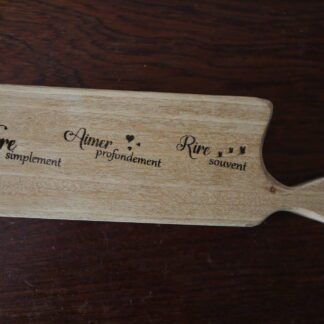 re
simplement
Aimer
profondement
Rire
souvent